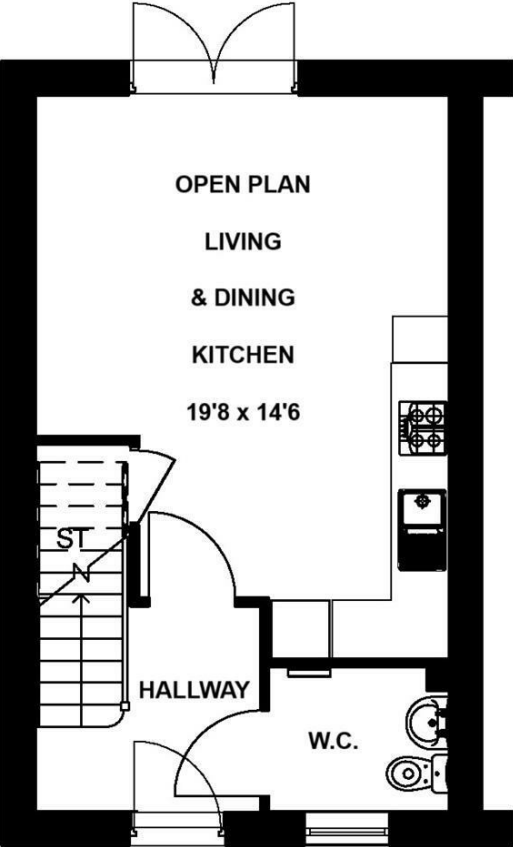 OPEN PLAN
LIVING
& DINING
KITCHEN
19'8 x 14'6
ST
HALLWAY
W.C.